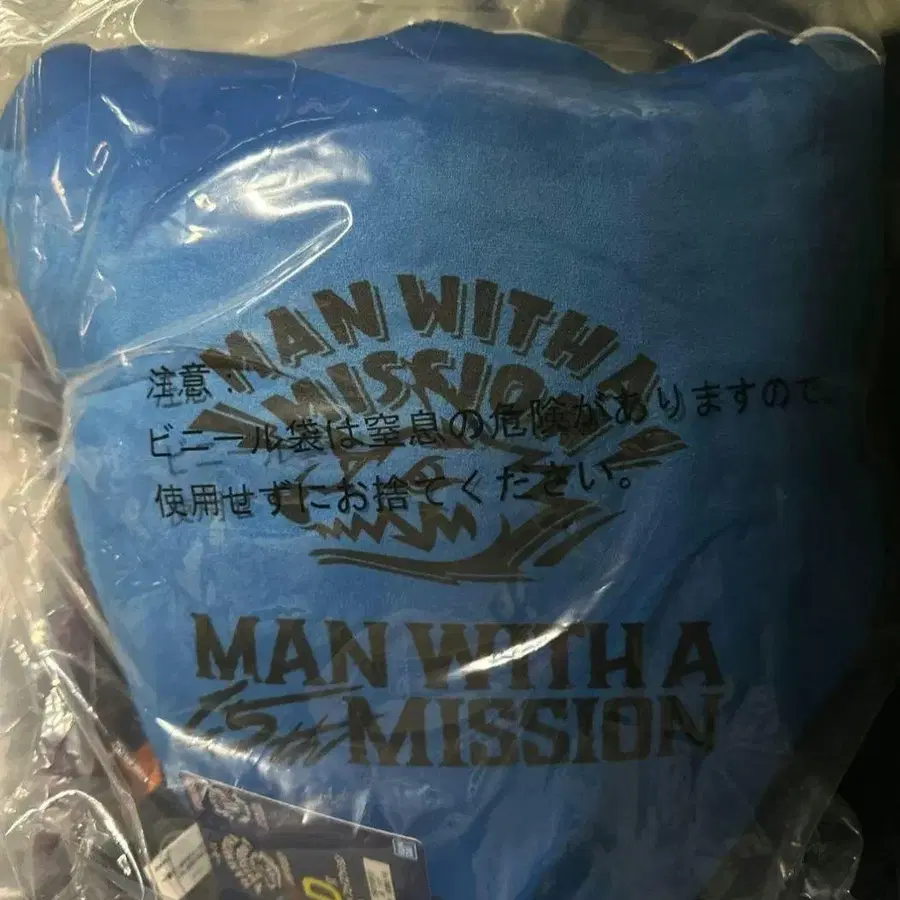 MAN WITH A
MISSION
注意：
ビニール袋は窒息の危険がありますので、
使用せずにお捨てください。
MAN WITH A
MISSION